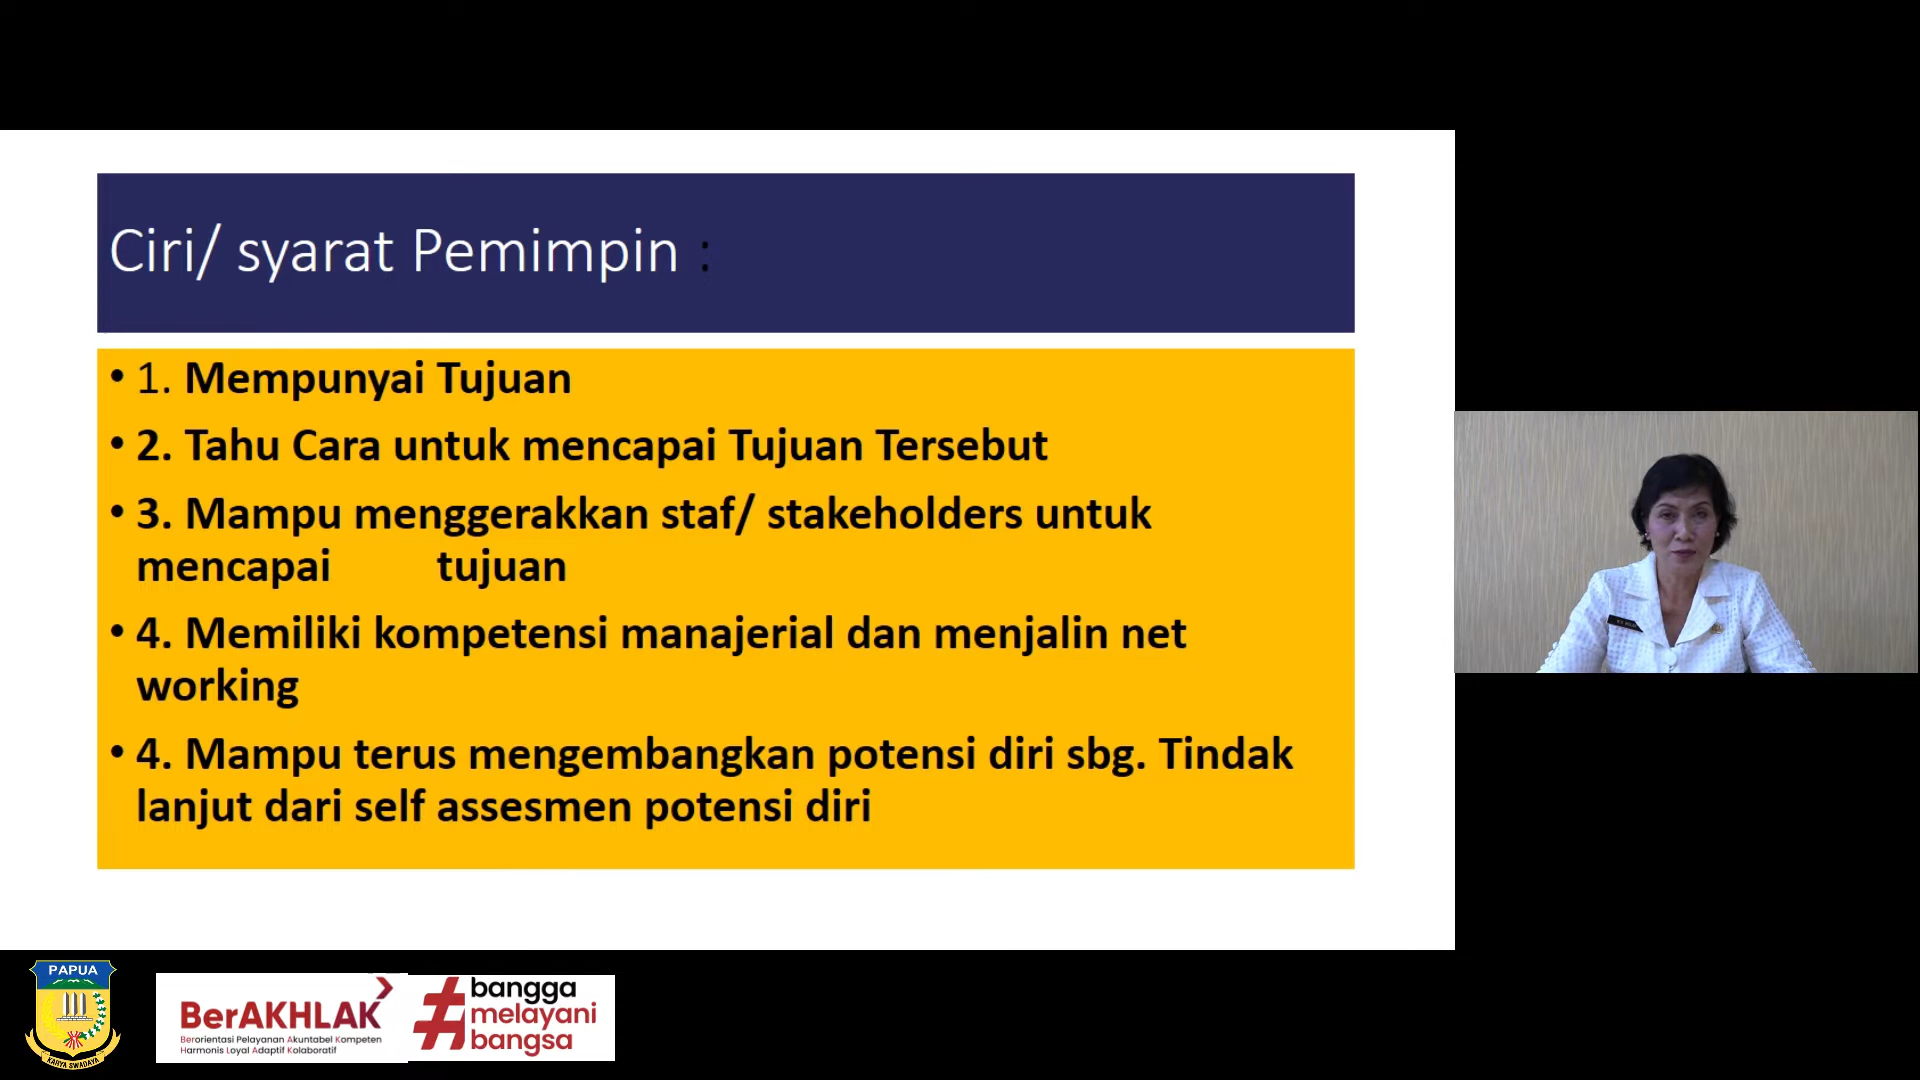 Ciri/ syarat Pemimpin :
• 1. Mempunyai Tujuan
• 2. Tahu Cara untuk mencapai Tujuan Tersebut
• 3. Mampu menggerakkan staf/ stakeholders untuk
mencapai tujuan
• 4. Memiliki kompetensi manajerial dan menjalin net
working
• 4. Mampu terus mengembangkan potensi diri sbg. Tindak
lanjut dari self assesmen potensi diri
PAPUA
KARYA SWADAYA
BerAKHLAK
Berorientasi Pelayanan Akuntabel Kompeten
Harmonis Loyal Adaptif Kolaboratif
#bangga
melayani
bangsa